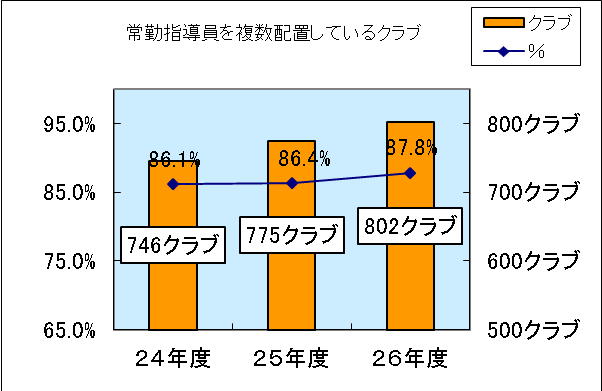 常勤指導員を複数配置しているクラブ
クラブ
%
95.0%
85.0%
75.0%
65.0%
86.1%
86.4%
87.8%
746クラブ
775クラブ
802クラブ
800クラブ
700クラブ
600クラブ
500クラブ
24年度
25年度
26年度